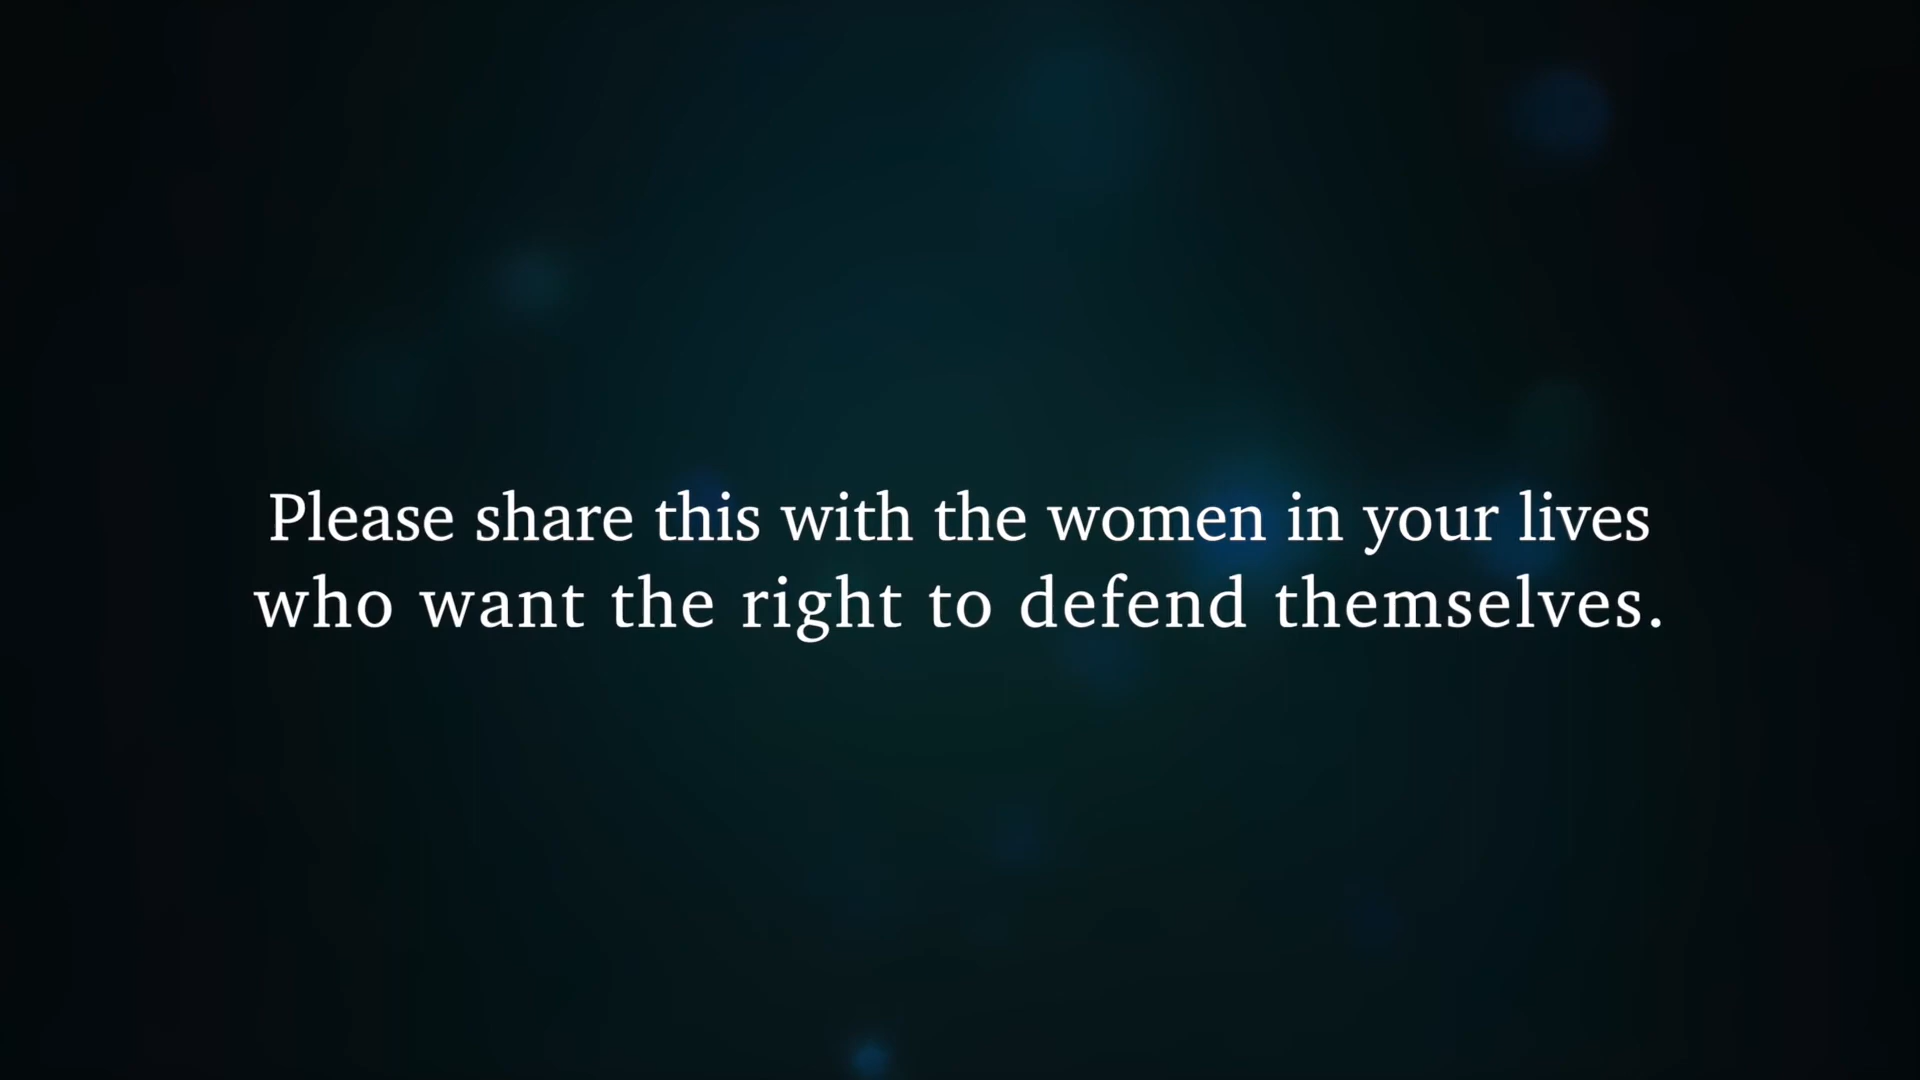 Please share this with the women in your lives
who want the right to defend themselves.